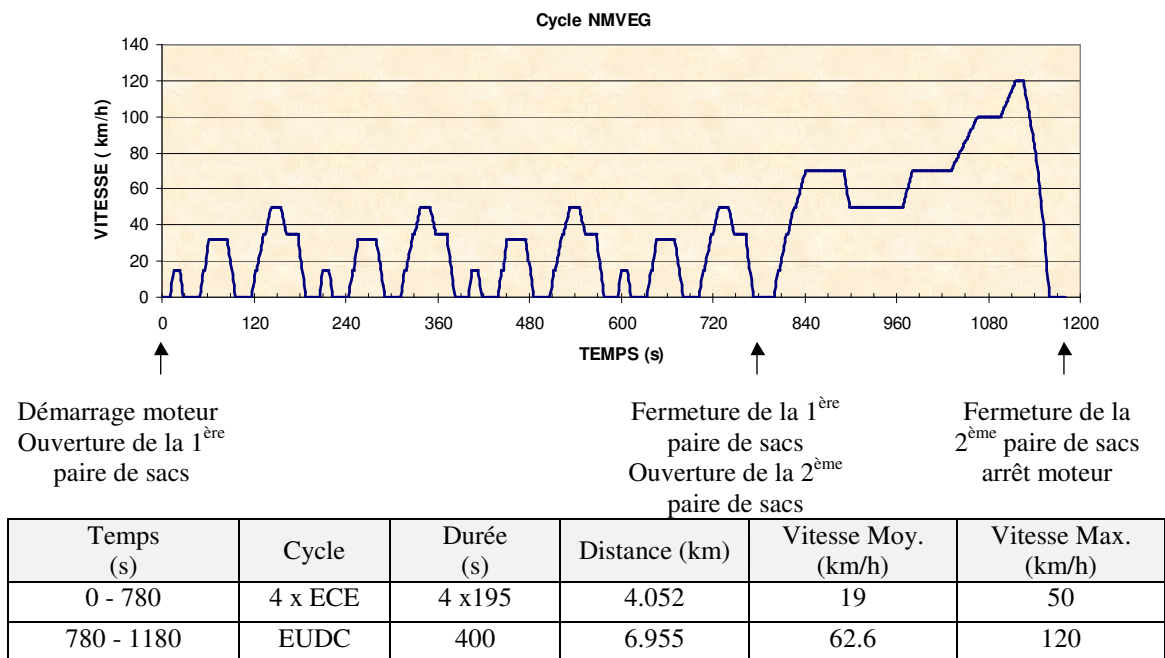 Cycle NMVEG
140
120
100
80
60
40
20
0
VITESSE ( km/h)
0 120 240 360 480 600 720 840 960 1080 1200
TEMPS (s)
Démarrage moteur
Ouverture de la 1ère
paire de sacs
Fermeture de la 1ère
paire de sacs
Ouverture de la 2ème
paire de sacs
Fermeture de la
2ème paire de sacs
arrêt moteur
Temps (s) Cycle Durée (s) Distance (km) Vitesse Moy. (km/h) Vitesse Max. (km/h)
0 - 780 4 x ECE 4 x195 4.052 19 50
780 - 1180 EUDC 400 6.955 62.6 120